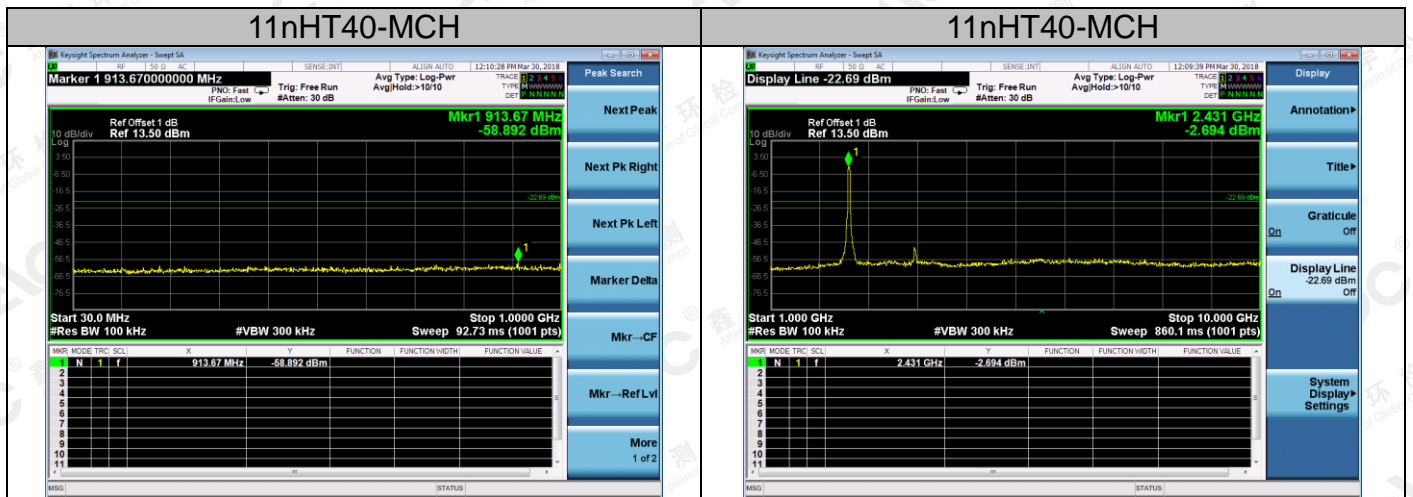 11nHT40-MCH
Keysight Spectrum Analyzer - Swept SA
RF 50 Ω AC SENSE:INT ALIGN AUTO 12:10:28 PM Mar 30, 2018
Marker 1 913.670000000 MHz
PNO: Fast
IFGain:Low
Trig: Free Run
#Atten: 30 dB
Avg Type: Log-Pwr
Avg|Hold:>10/10
TRACE 1 2 3 4 5 6
TYPE M WWWWW
DET P N N N N N
Ref Offset 1 dB
10 dB/div Ref 13.50 dBm
Log
Mkr1 913.67 MHz
-58.892 dBm
3.50
-6.50
-16.5
-22.69 dBm
-26.5
-36.5
-46.5
1
-56.5
-66.5
-76.5
Start 30.0 MHz Stop 1.0000 GHz
#Res BW 100 kHz #VBW 300 kHz Sweep 92.73 ms (1001 pts)
MKR MODE TRC SCL X Y FUNCTION FUNCTION WIDTH FUNCTION VALUE
1 N 1 f 913.67 MHz -58.892 dBm
2
3
4
5
6
7
8
9
10
11
MSG STATUS
Peak Search
Next Peak
Next Pk Right
Next Pk Left
Marker Delta
Mkr→CF
Mkr→Ref Lvl
More
1 of 2
11nHT40-MCH
Keysight Spectrum Analyzer - Swept SA
RF 50 Ω AC SENSE:INT ALIGN AUTO 12:09:39 PM Mar 30, 2018
Display Line -22.69 dBm
PNO: Fast
IFGain:Low
Trig: Free Run
#Atten: 30 dB
Avg Type: Log-Pwr
Avg|Hold:>10/10
TRACE 1 2 3 4 5 6
TYPE M WWWWW
DET P N N N N N
Ref Offset 1 dB
10 dB/div Ref 13.50 dBm
Log
Mkr1 2.431 GHz
-2.694 dBm
1
3.50
-6.50
-16.5
-22.69 dBm
-26.5
-36.5
-46.5
-56.5
-66.5
-76.5
Start 1.000 GHz Stop 10.000 GHz
#Res BW 100 kHz #VBW 300 kHz Sweep 860.1 ms (1001 pts)
MKR MODE TRC SCL X Y FUNCTION FUNCTION WIDTH FUNCTION VALUE
1 N 1 f 2.431 GHz -2.694 dBm
2
3
4
5
6
7
8
9
10
11
MSG STATUS
Display
Annotation
Title
Graticule
On Off
Display Line
-22.69 dBm
On Off
System
Display
Settings